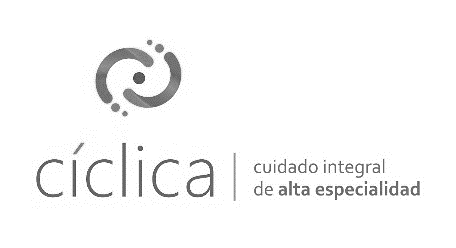 cíclica
cuidado integral
de alta especialidad